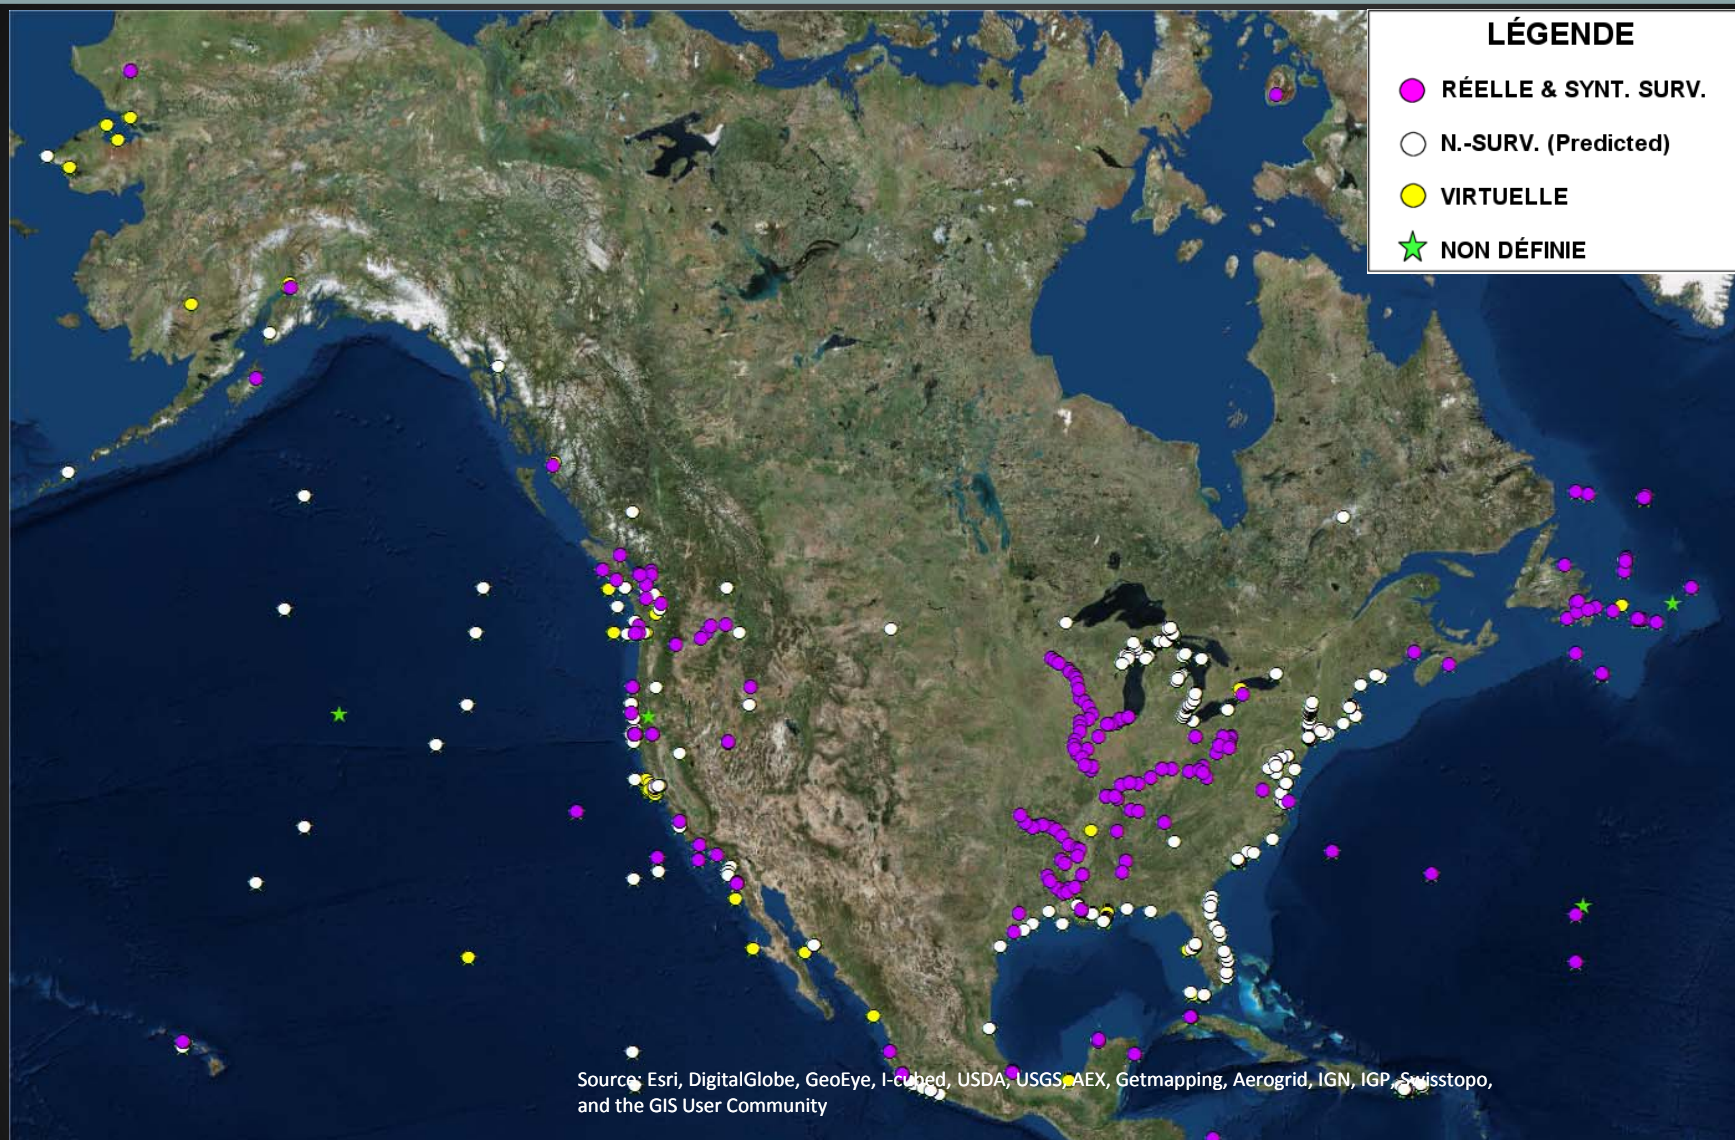 LÉGENDE
RÉELLE & SYNT. SURV.
N.-SURV. (Predicted)
VIRTUELLE
NON DÉFINIE
Source: Esri, DigitalGlobe, GeoEye, I-cubed, USDA, USGS, AEX, Getmapping, Aerogrid, IGN, IGP, Swisstopo,
and the GIS User Community